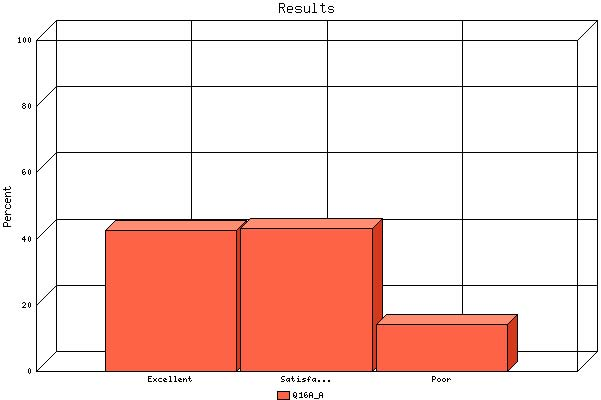 Results
Percent
100
80
60
40
20
0
Excellent
Satisfa...
Poor
Q16A_A